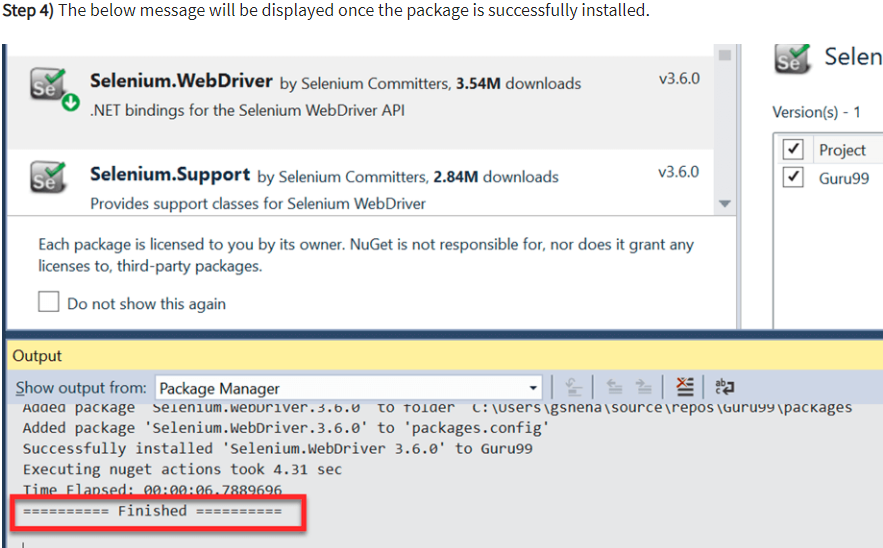 Step 4) The below message will be displayed once the package is successfully installed.
Selenium.WebDriver by Selenium Committers, 3.54M downloads v3.6.0
.NET bindings for the Selenium WebDriver API
Selenium.Support by Selenium Committers, 2.84M downloads v3.6.0
Provides support classes for Selenium WebDriver
Each package is licensed to you by its owner. NuGet is not responsible for, nor does it grant any
licenses to, third-party packages.
Do not show this again
Selen
Version(s) - 1
Project
Guru99
Output
Show output from: Package Manager
Added package 'Selenium.WebDriver.3.6.0' to folder 'C:\Users\gshena\source\repos\Guru99\packages
Added package 'Selenium.WebDriver.3.6.0' to 'packages.config'
Successfully installed 'Selenium.WebDriver 3.6.0' to Guru99
Executing nuget actions took 4.31 sec
Time Elapsed: 00:00:06.7889696
========== Finished ==========